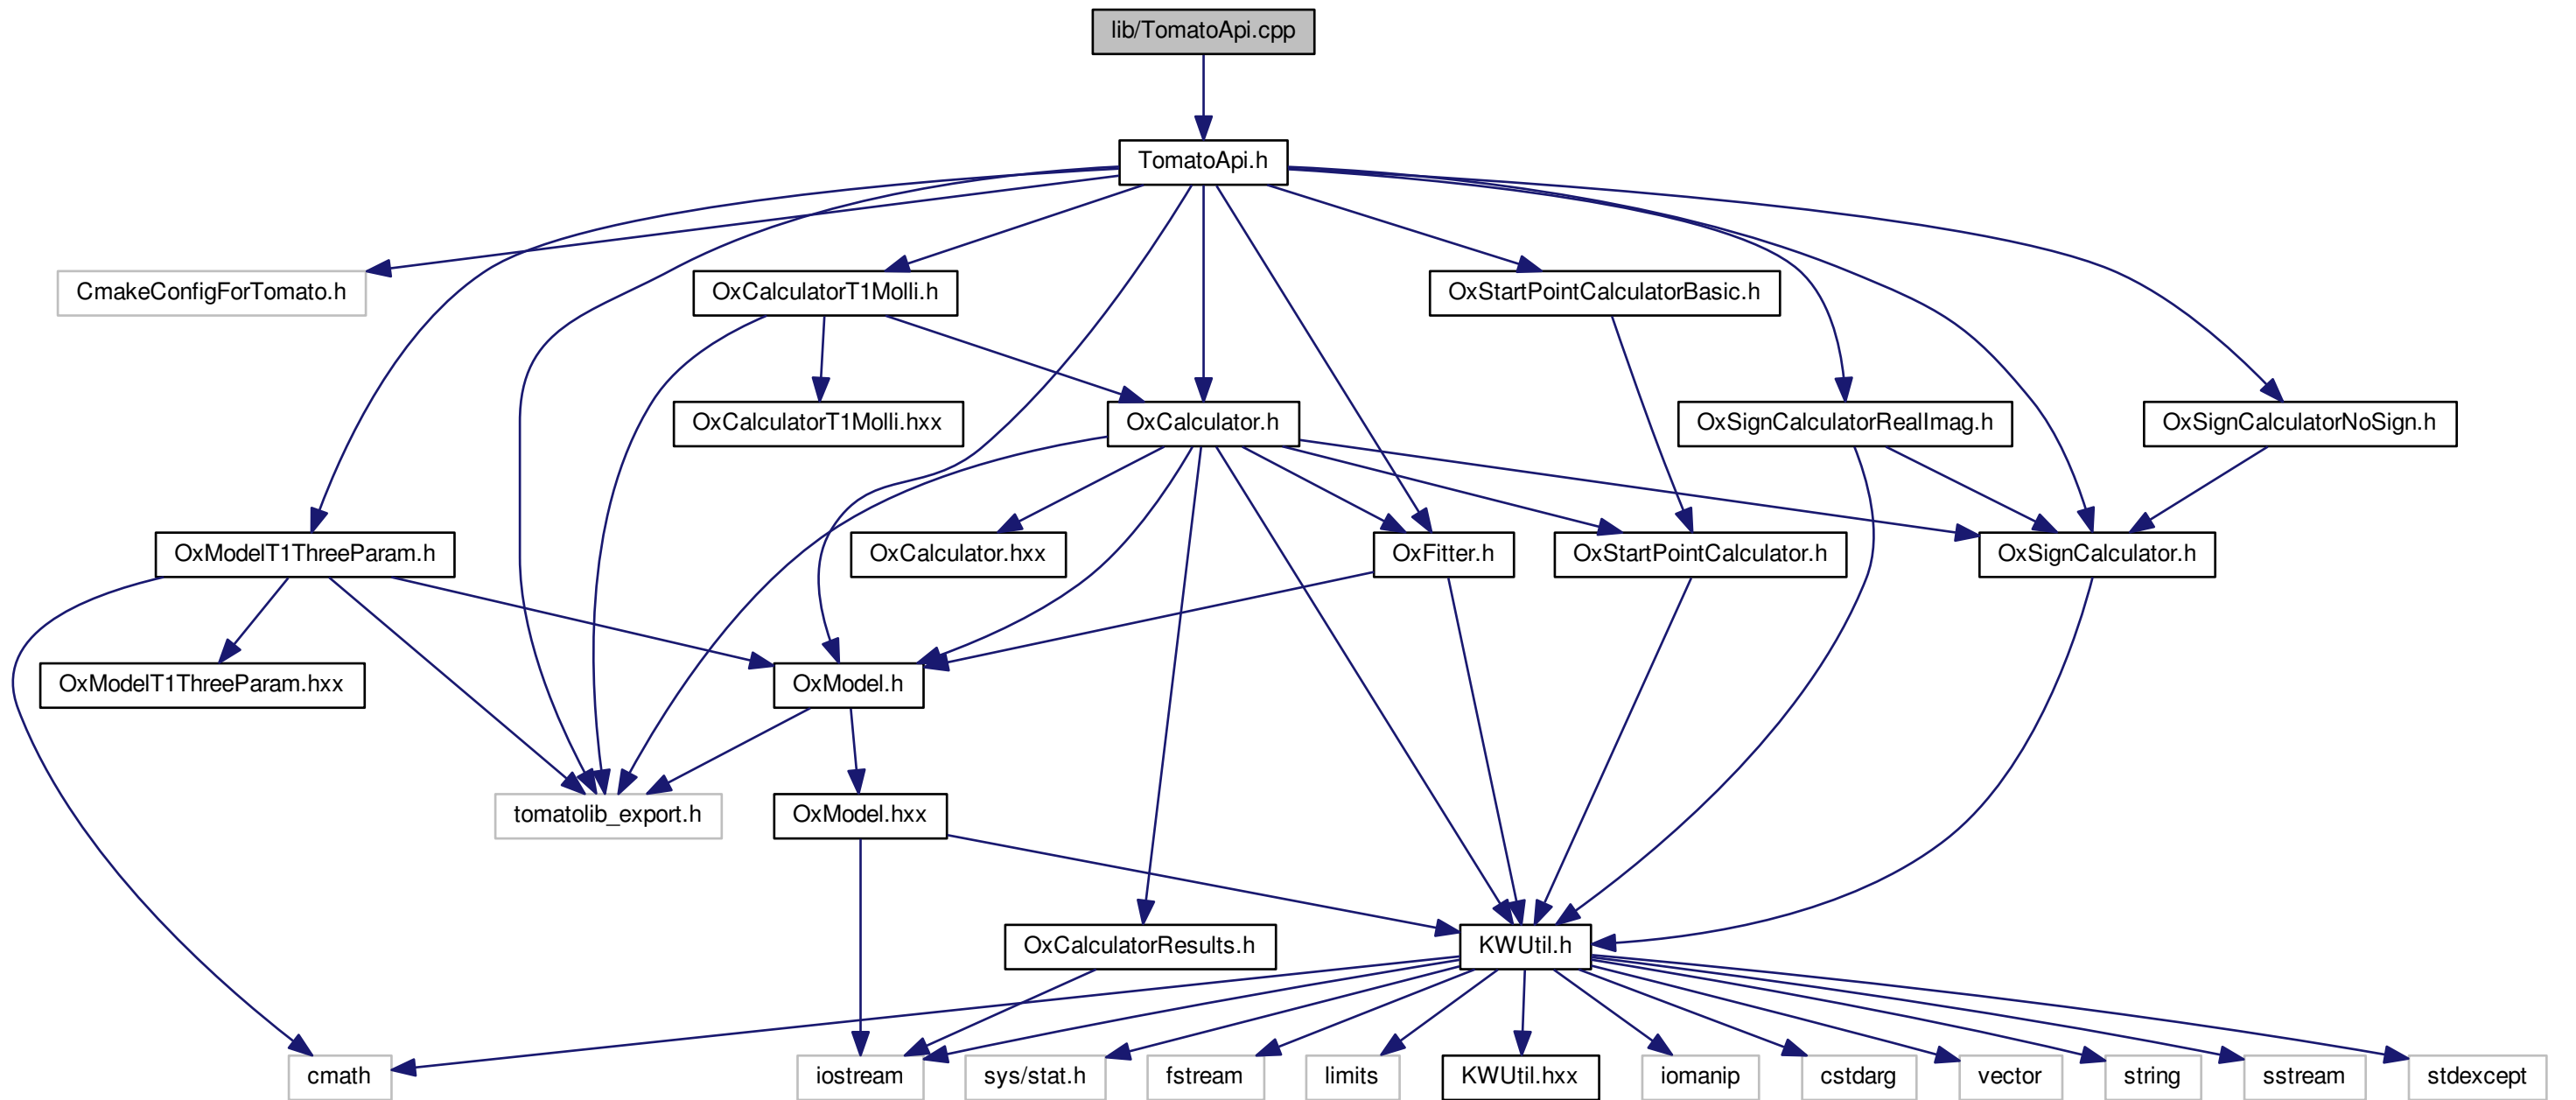 lib/TomatoApi.cpp
TomatoApi.h
CmakeConfigForTomato.h
OxCalculatorT1Molli.h
OxStartPointCalculatorBasic.h
OxCalculatorT1Molli.hxx
OxCalculator.h
OxSignCalculatorRealImag.h
OxSignCalculatorNoSign.h
OxModelT1ThreeParam.h
OxCalculator.hxx
OxFitter.h
OxStartPointCalculator.h
OxSignCalculator.h
OxModelT1ThreeParam.hxx
OxModel.h
tomatolib_export.h
OxModel.hxx
OxCalculatorResults.h
KWUtil.h
cmath
iostream
sys/stat.h
fstream
limits
KWUtil.hxx
iomanip
cstdarg
vector
string
sstream
stdexcept